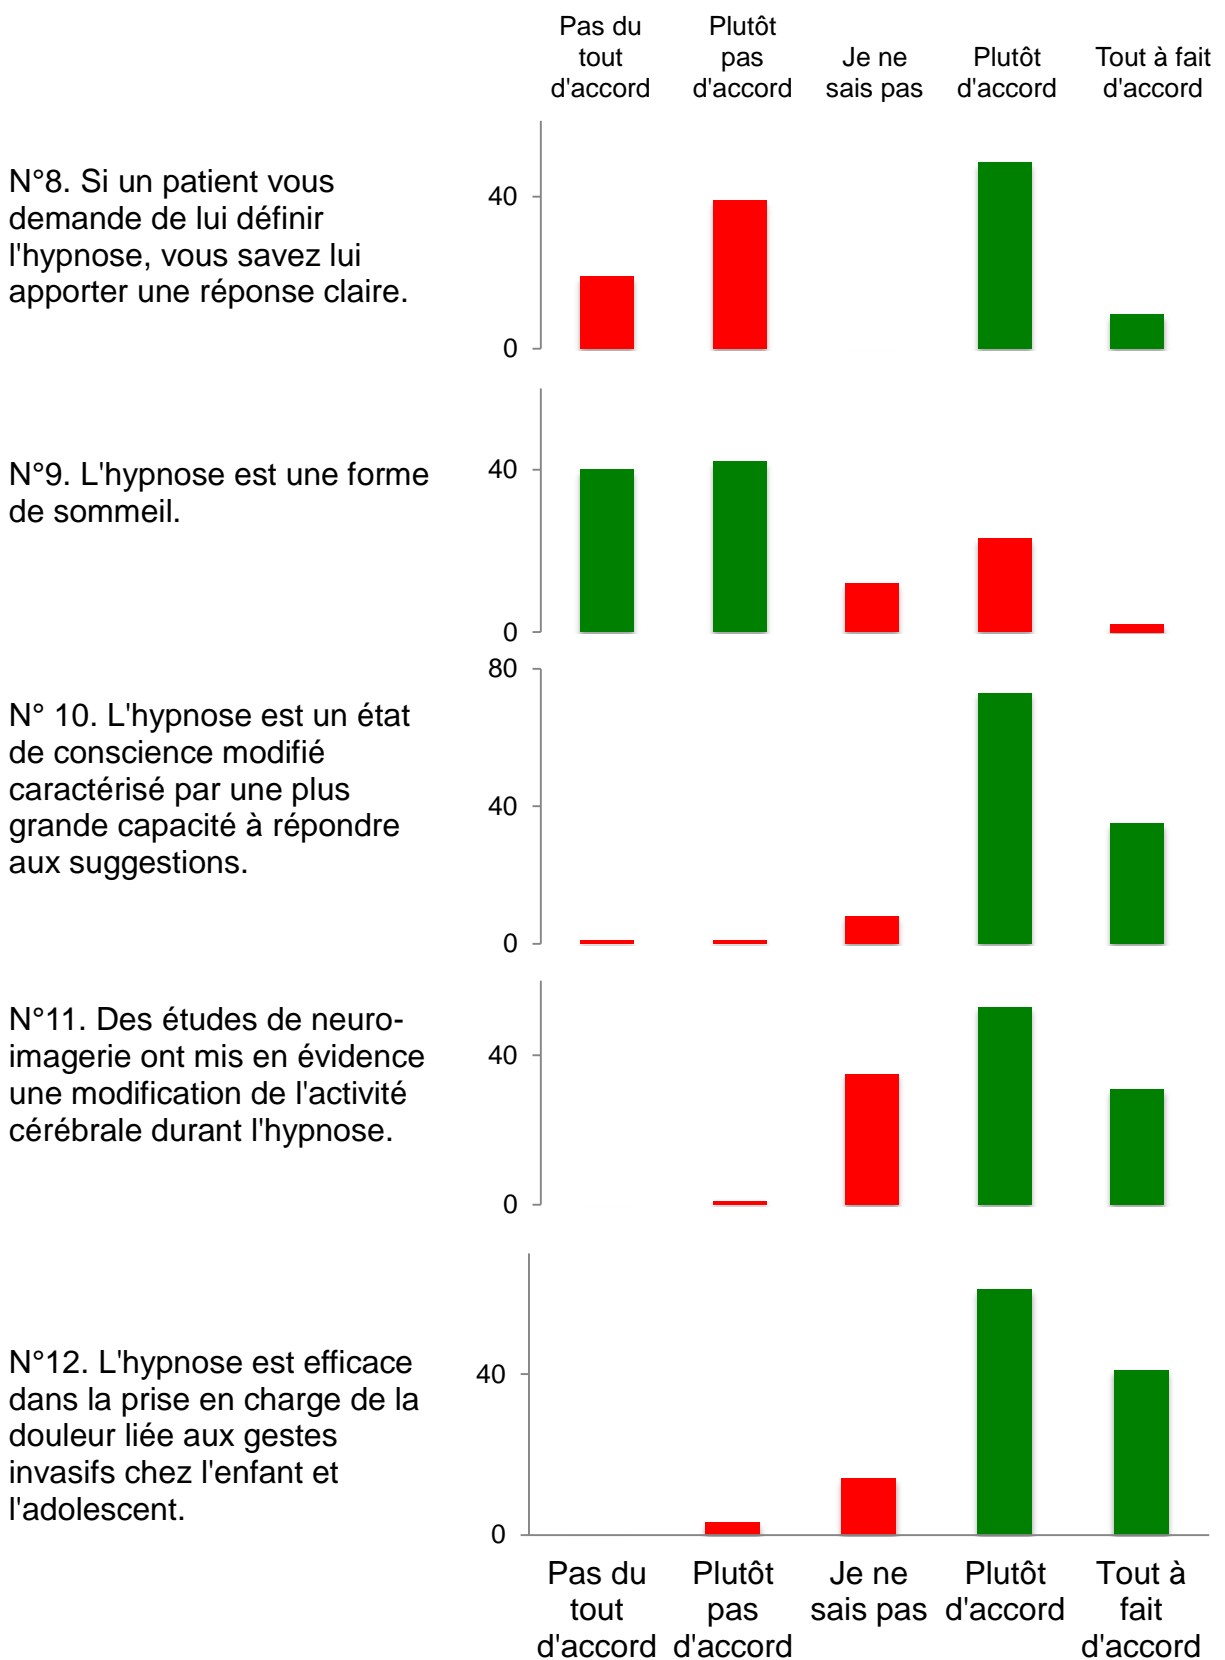 Pas du
tout
d'accord
Plutôt
pas
d'accord
Je ne
sais pas
Plutôt
d'accord
Tout à fait
d'accord
N°8. Si un patient vous
demande de lui définir
l'hypnose, vous savez lui
apporter une réponse claire.
40
0
N°9. L'hypnose est une forme
de sommeil.
40
0
N° 10. L'hypnose est un état
de conscience modifié
caractérisé par une plus
grande capacité à répondre
aux suggestions.
80
40
0
N°11. Des études de neuro-
imagerie ont mis en évidence
une modification de l'activité
cérébrale durant l'hypnose.
40
0
N°12. L'hypnose est efficace
dans la prise en charge de la
douleur liée aux gestes
invasifs chez l'enfant et
l'adolescent.
40
0
Pas du
tout
d'accord
Plutôt
pas
d'accord
Je ne
sais pas
Plutôt
d'accord
Tout à
fait
d'accord